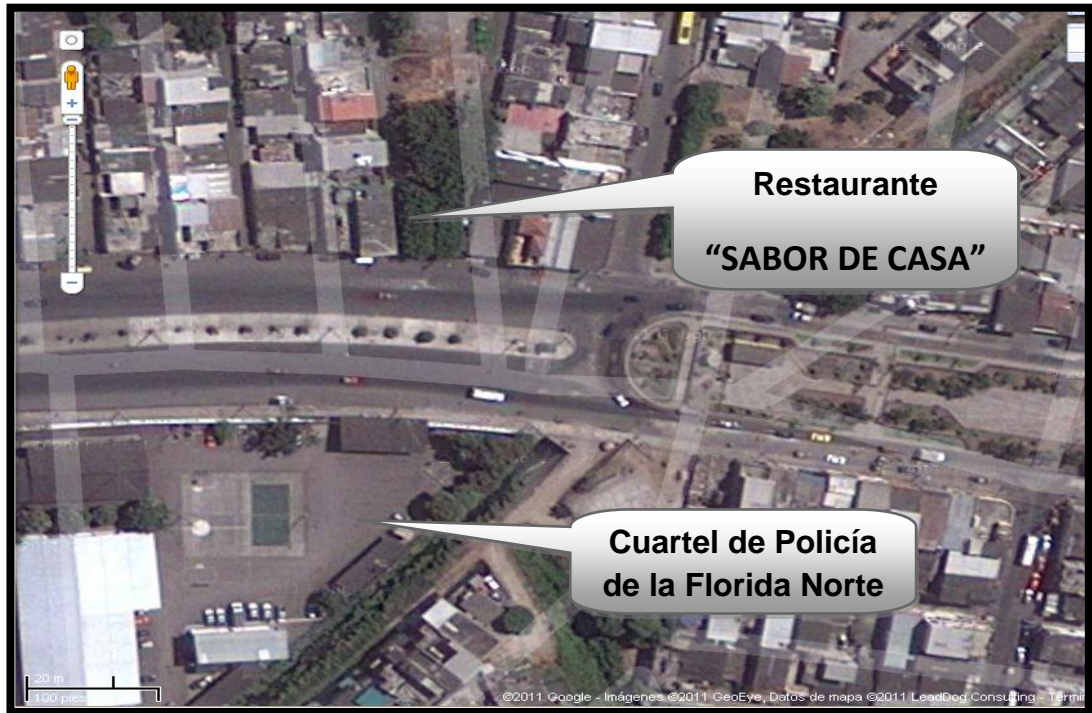 Restaurante
“SABOR DE CASA”
Cuartel de Policía
de la Florida Norte
20 m
100 pies
©2011 Google - Imágenes ©2011 GeoEye, Datos de mapa ©2011 LeadDog Consulting -